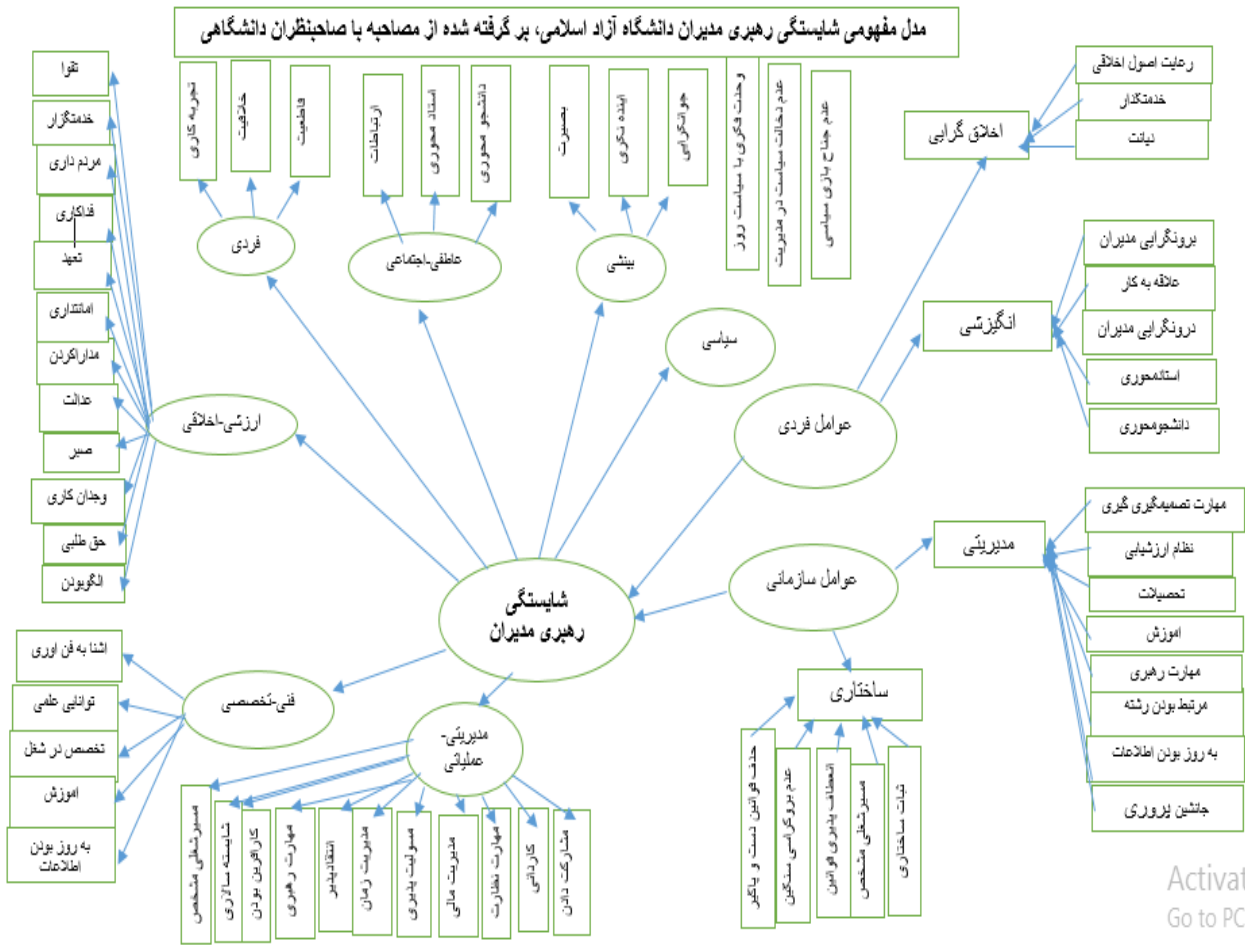 مدل مفهومی شایستگی رهبری مدیران دانشگاه آزاد اسلامی، بر گرفته شده از مصاحبه با صاحبنظران دانشگاهی
رعایت اصول اخلاقی
خدمتگذار
دیانت
اخلاق گرایی
برونگرایی مدیران
علاقه به کار
درونگرایی مدیران
استادمحوری
دانشجومحوری
انگیزشی
عوامل فردی
عدم جناح بازی سیاسی
عدم دخالت سیاست در مدیریت
وحدت فکری با سیاست روز
سیاسی
جوانگرایی
اینده نگری
بصیرت
بینشی
دانشجو محوری
استاد محوری
ارتباطات
عاطفی-اجتماعی
قاطعیت
خلاقیت
تجربه کاری
فردی
تقوا
خدمتگزار
مردم داری
فداکاری
تعهد
امانتداری
مداراکردن
عدالت
صبر
وجدان کاری
حق طلبی
الگوبودن
ارزشی-اخلاقی
شایستگی
رهبری مدیران
عوامل سازمانی
مدیریتی
مهارت تصمیمگیری گیری
نظام ارزشیابی
تحصیلات
اموزش
مهارت رهبری
مرتبط بودن رشته
به روز بودن اطلاعات
جانشین پروری
ساختاری
ثبات ساختاری
مسیرشغلی مشخص
انعطاف پذیری قوانین
عدم بروکراسی سنگین
حذف قوانین دست و پاگیر
مدیریتی-
عملیاتی
مشارکت دادن
کاردانی
مهارت نظارت
مدیریت مالی
مسولیت پذیری
مدیریت زمان
انتقادپذیر
مهارت رهبری
کارافرین بودن
شایسته سالاری
مسیرشغلی مشخص
فنی-تخصصی
اشنا به فن اوری
توانایی علمی
تخصص در شغل
اموزش
به روز بودن
اطلاعات
Activat
Go to PC